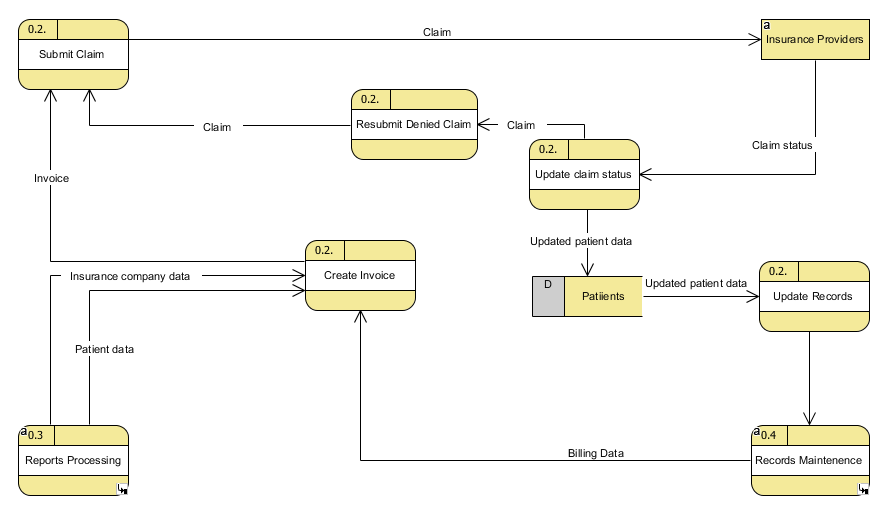 0.2.
Submit Claim
Claim
a
Insurance Providers
0.2.
Resubmit Denied Claim
Claim
Claim
0.2.
Update claim status
Claim status
Invoice
Updated patient data
0.2.
Create Invoice
Insurance company data
D
Patiients
Updated patient data
0.2.
Update Records
Patient data
a
0.3
Reports Processing
Billing Data
a
0.4
Records Maintenence